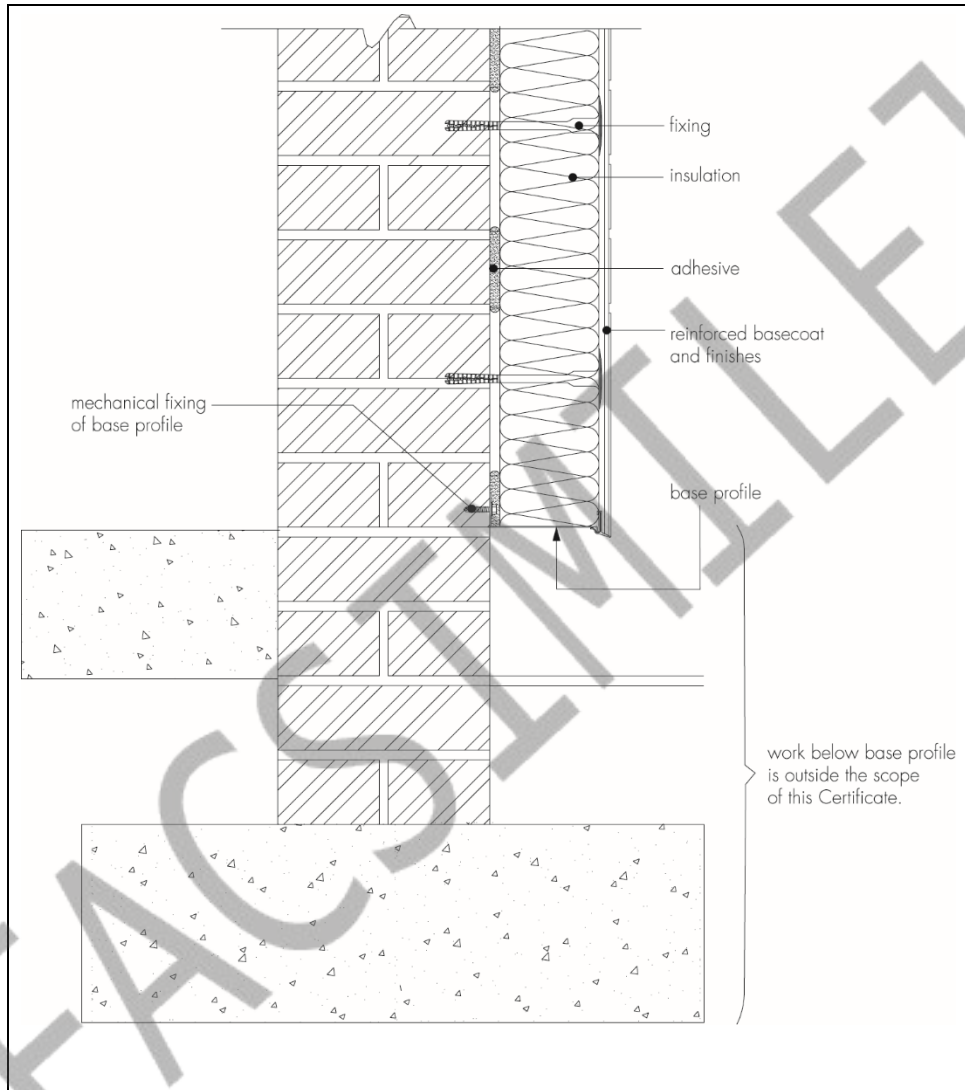 fixing
insulation
adhesive
reinforced basecoat
and finishes
mechanical fixing
of base profile
base profile
work below base profile
is outside the scope
of this Certificate.
FACSIMILE